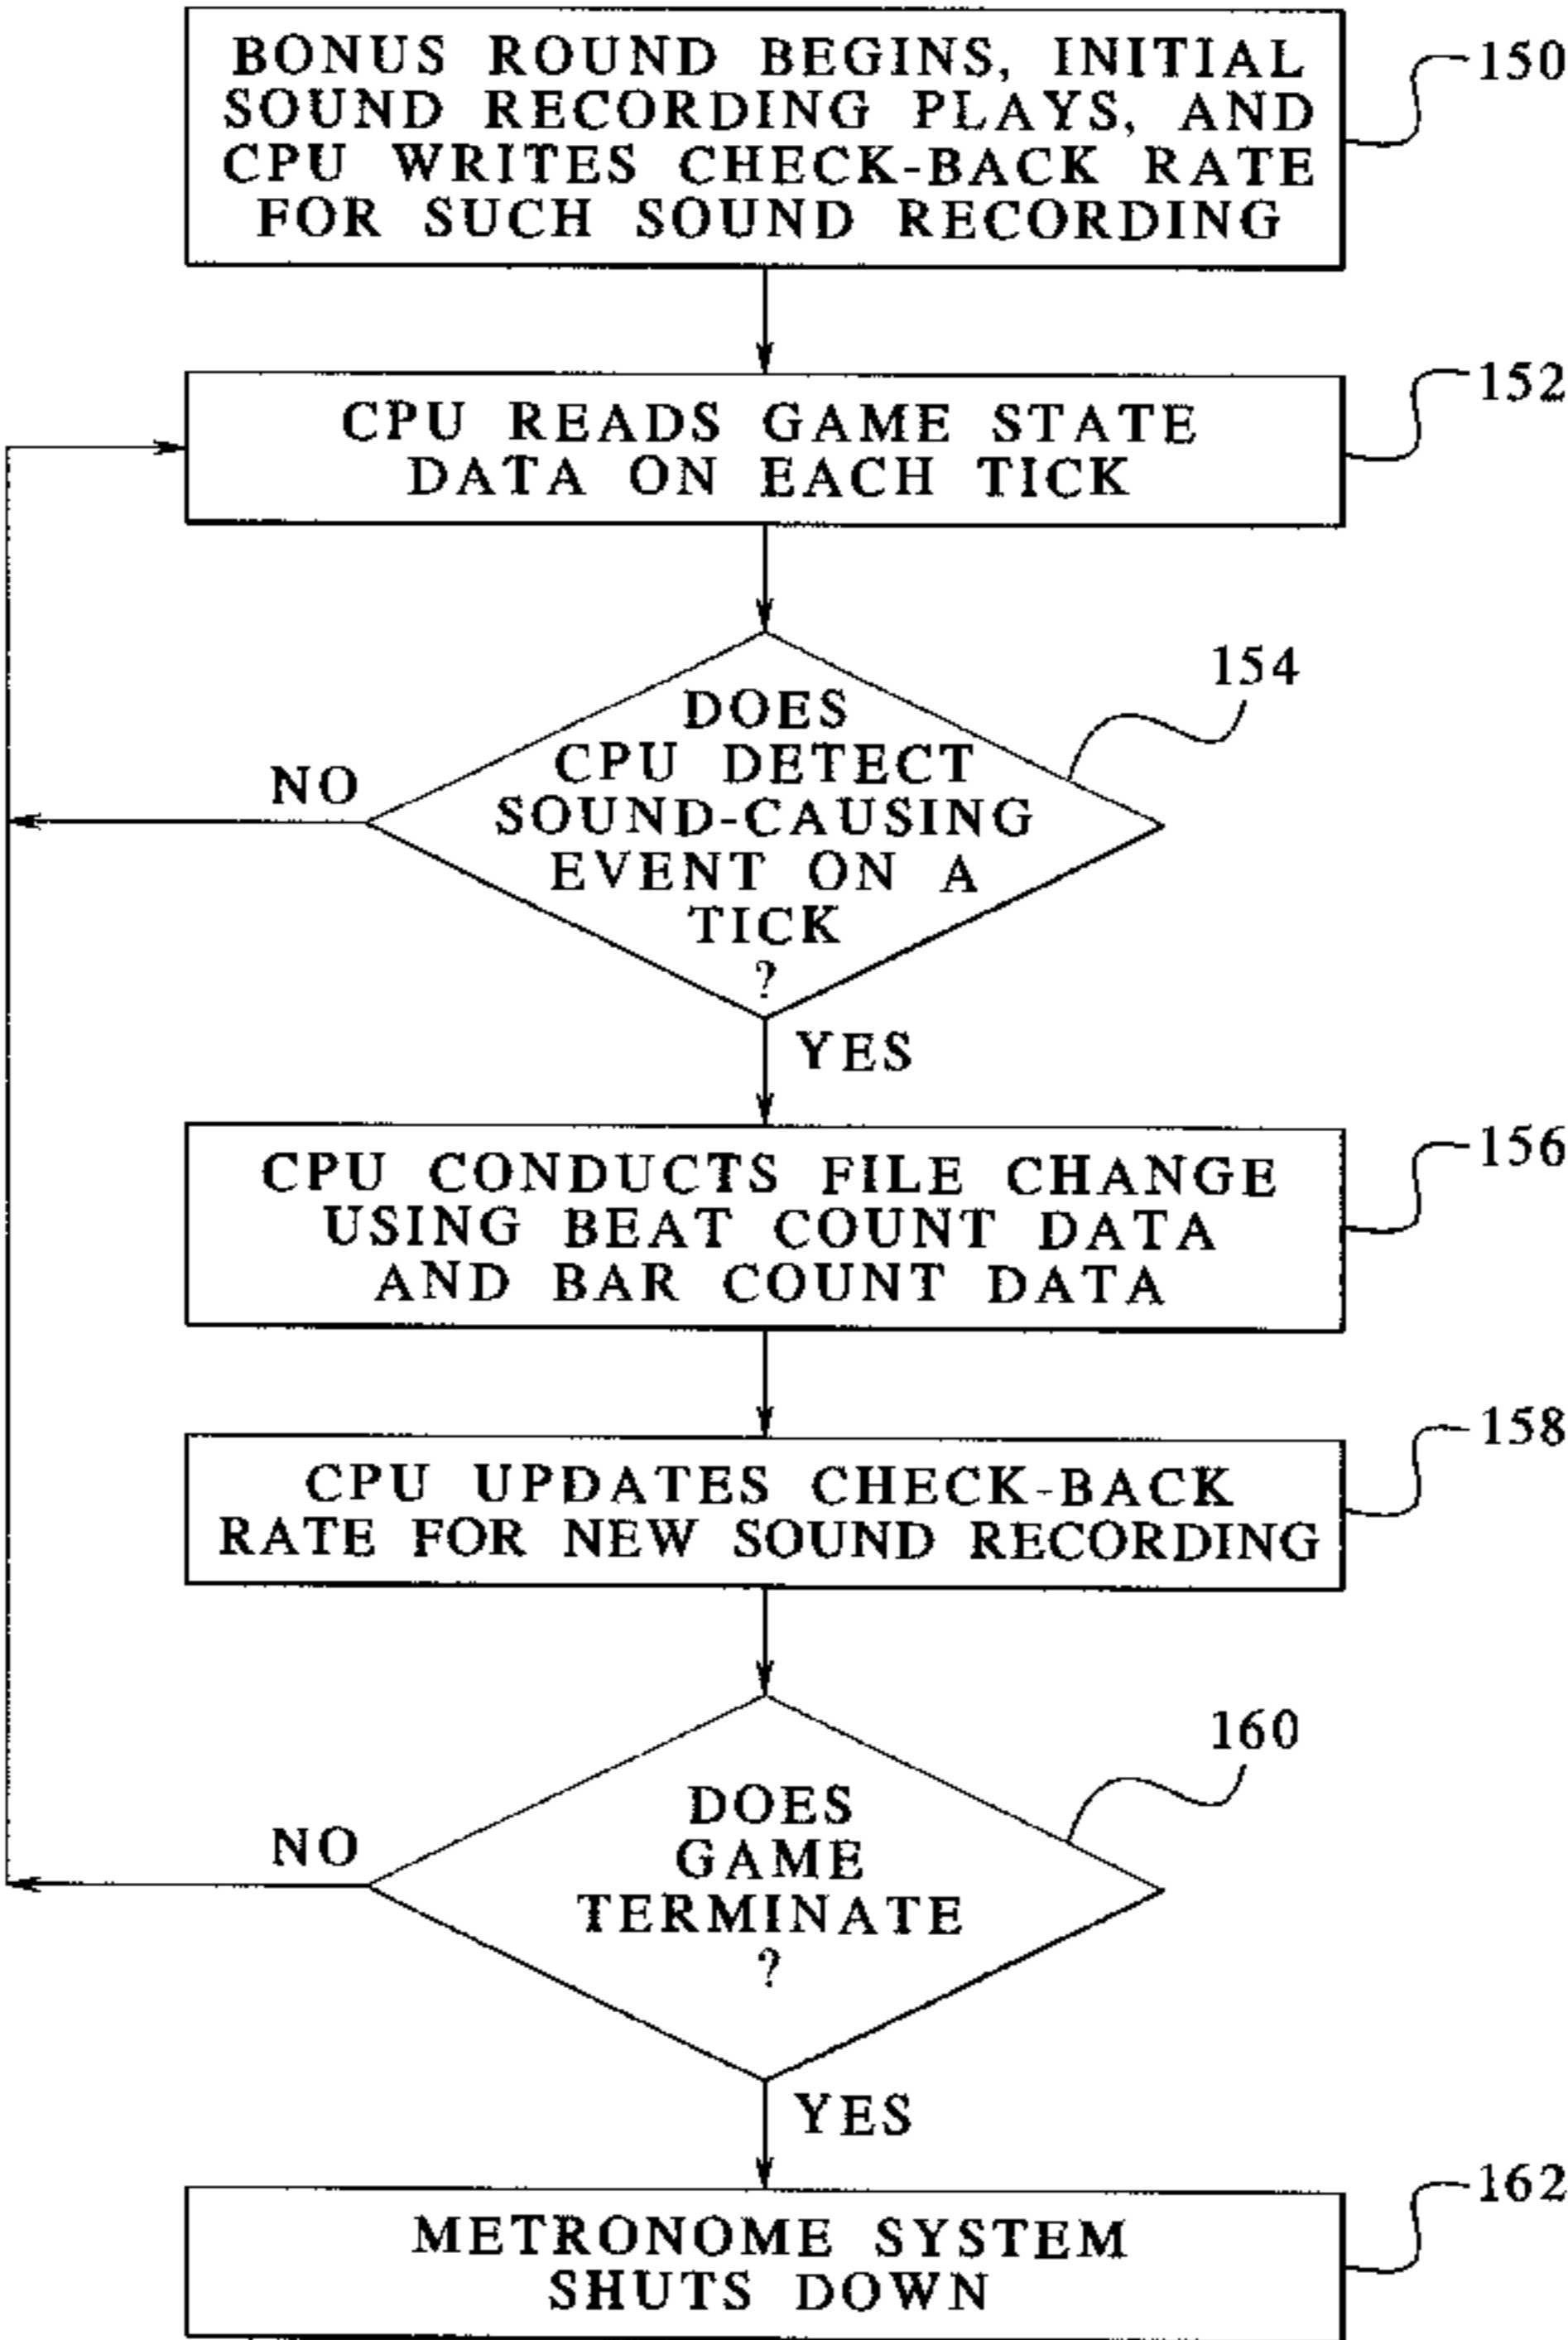 BONUS ROUND BEGINS, INITIAL
SOUND RECORDING PLAYS, AND
CPU WRITES CHECK-BACK RATE
FOR SUCH SOUND RECORDING
150
CPU READS GAME STATE
DATA ON EACH TICK
152
DOES
CPU DETECT
SOUND-CAUSING
EVENT ON A
TICK
?
154
NO
YES
CPU CONDUCTS FILE CHANGE
USING BEAT COUNT DATA
AND BAR COUNT DATA
156
CPU UPDATES CHECK-BACK
RATE FOR NEW SOUND RECORDING
158
DOES
GAME
TERMINATE
?
160
NO
YES
METRONOME SYSTEM
SHUTS DOWN
162